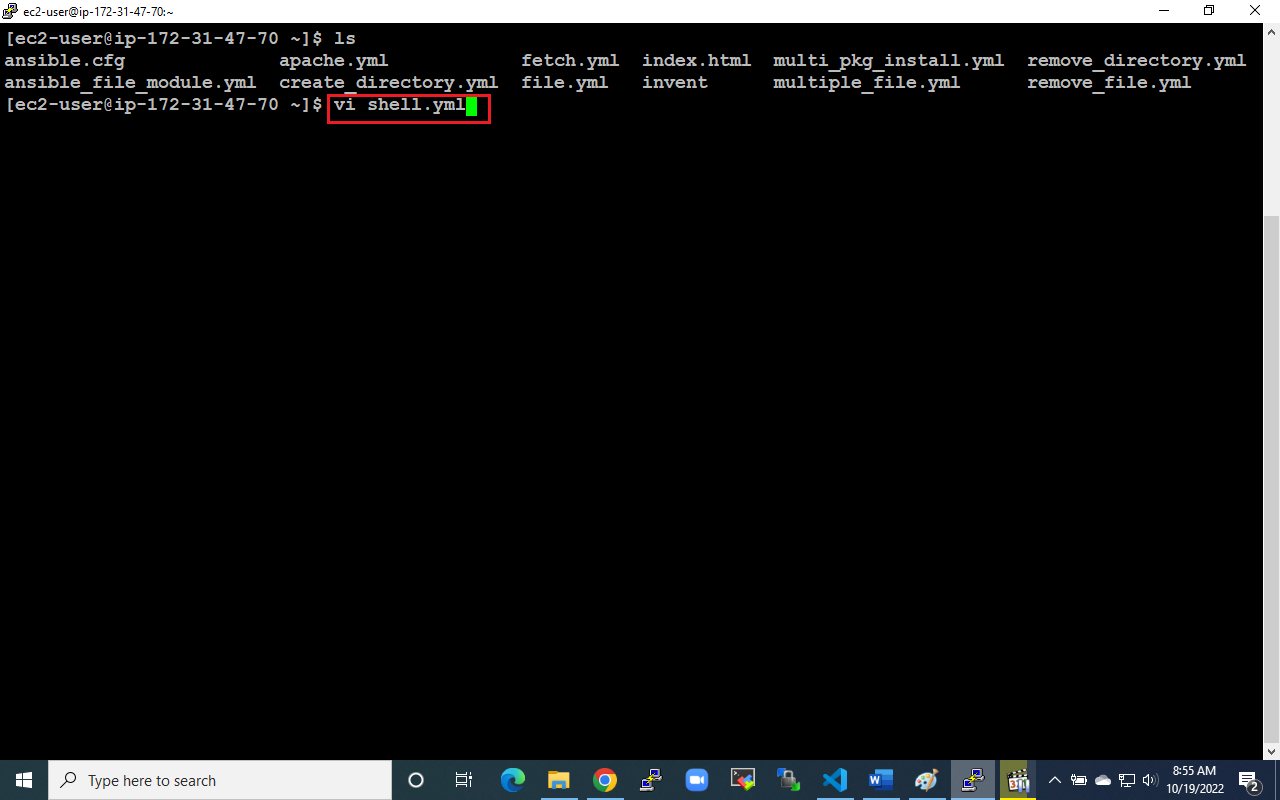 ec2-user@ip-172-31-47-70:~
[ec2-user@ip-172-31-47-70 ~]$ ls
ansible.cfg apache.yml fetch.yml index.html multi_pkg_install.yml remove_directory.yml
ansible_file_module.yml create_directory.yml file.yml invent multiple_file.yml remove_file.yml
[ec2-user@ip-172-31-47-70 ~]$ vi shell.yml
Type here to search
8:55 AM
10/19/2022
2